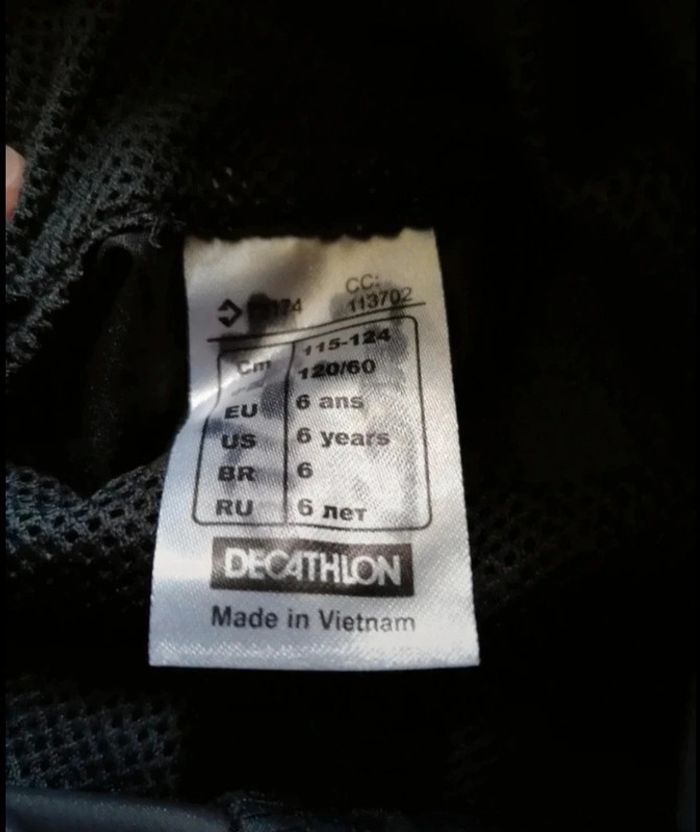 CC:
113702
Cm 115-124
120/60
EU 6 ans
US 6 years
BR 6
RU 6 лет
DECATHLON
Made in Vietnam